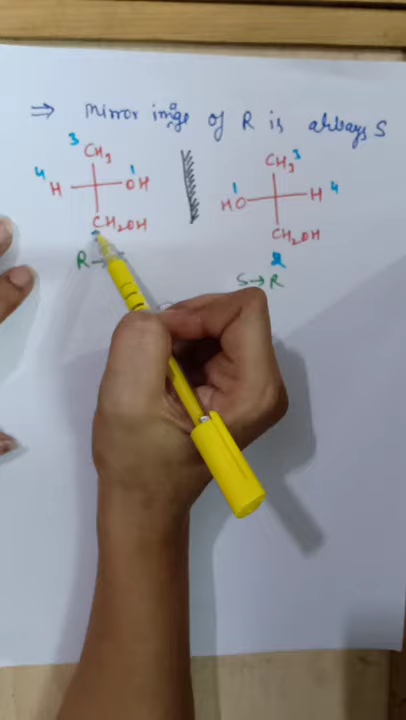 ⇒ Mirror image of R is always S
3 3
CH₃ CH₃
4 H 1 OH 1 HO H 4
CH₂OH CH₂OH
2
R→ S→R